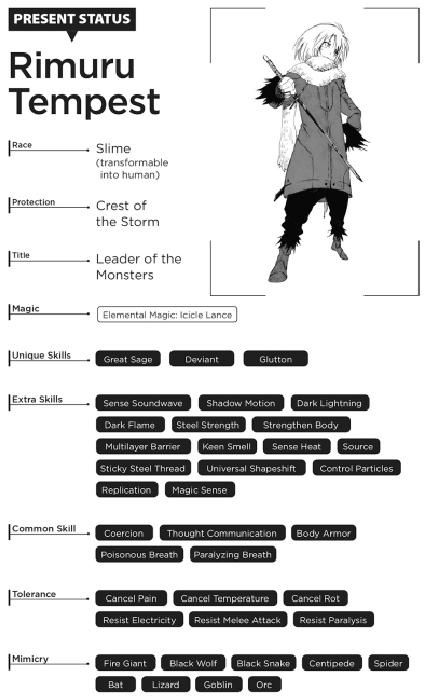 PRESENT STATUS
Rimuru
Tempest
Race
Slime
(transformable
into human)
Protection
Crest of
the Storm
Title
Leader of the
Monsters
Magic
Elemental Magic: Icicle Lance
Unique Skills
Great Sage Deviant Glutton
Extra Skills
Sense Soundwave Shadow Motion Dark Lightning
Dark Flame Steel Strength Strengthen Body
Multilayer Barrier Keen Smell Sense Heat Source
Sticky Steel Thread Universal Shapeshift Control Particles
Replication Magic Sense
Common Skill
Coercion Thought Communication Body Armor
Poisonous Breath Paralyzing Breath
Tolerance
Cancel Pain Cancel Temperature Cancel Rot
Resist Electricity Resist Melee Attack Resist Paralysis
Mimicry
Fire Giant Black Wolf Black Snake Centipede Spider
Bat Lizard Goblin Orc